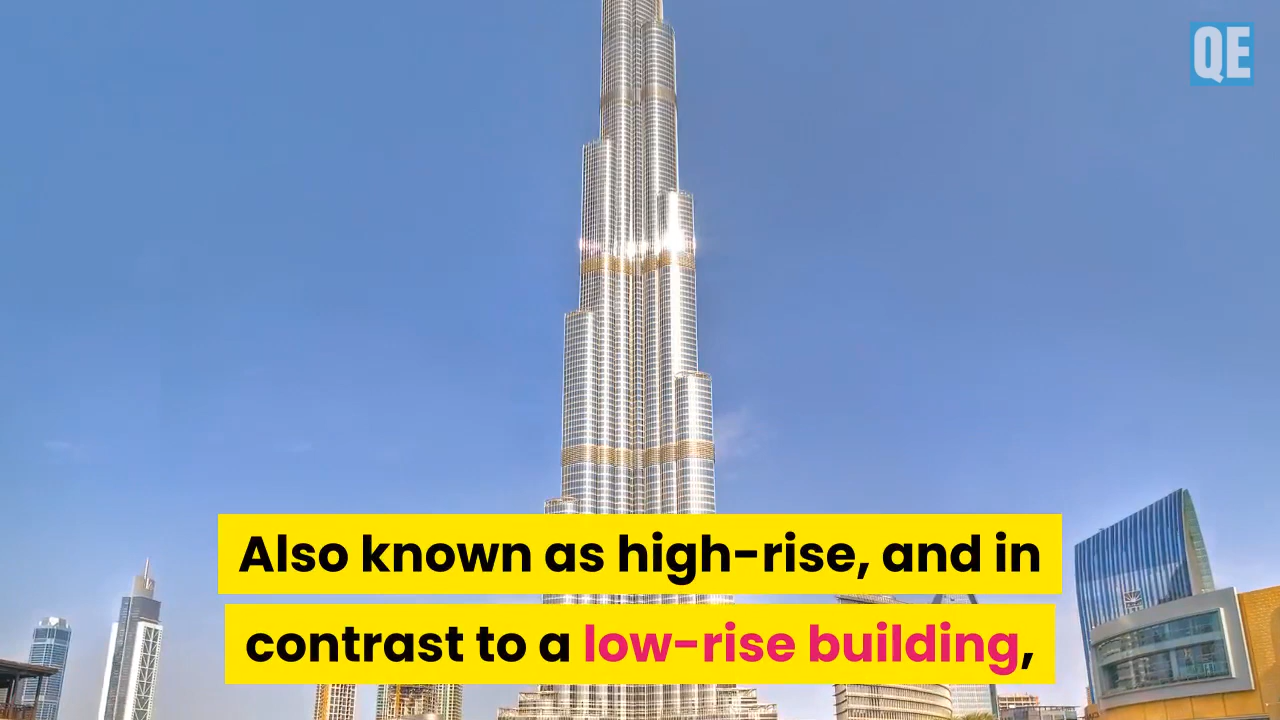 QE
Also known as high-rise, and in
contrast to a low-rise building,